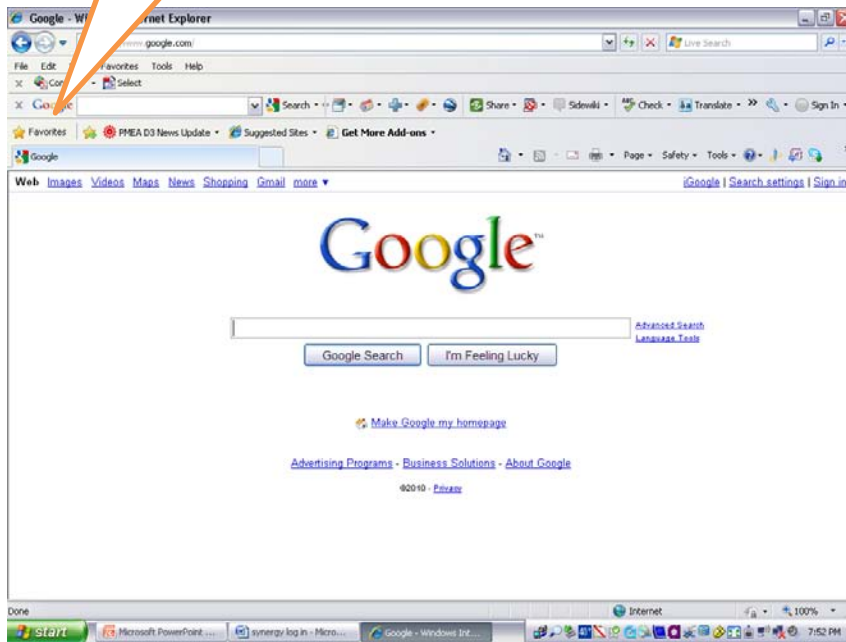 Google - Wi rnet Explorer
www.google.com/
Live Search
File Edit avorites Tools Help
x Con Select
x Google Search Share Sidewiki Check Translate » Sign In
Favorites PMEA D3 News Update Suggested Sites Get More Add-ons
Google Page Safety Tools
Web Images Videos Maps News Shopping Gmail more ▼ iGoogle | Search settings | Sign in
Google™
Advanced Search
Language Tools
Google Search I'm Feeling Lucky
Make Google my homepage
Advertising Programs - Business Solutions - About Google
©2010 - Privacy
Done Internet 100%
start Microsoft PowerPoint ... synergy log in - Micro... Google - Windows Int... 7:52 PM